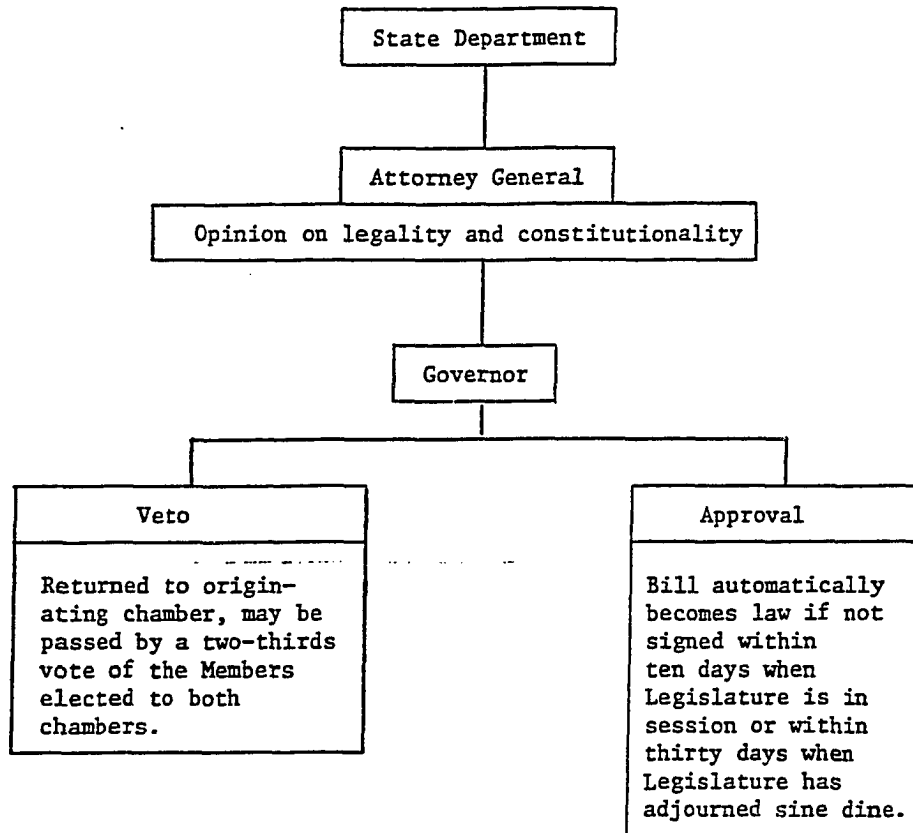 State Department
Attorney General
Opinion on legality and constitutionality
Governor
Veto
Returned to origin-
ating chamber, may be
passed by a two-thirds
vote of the Members
elected to both
chambers.
Approval
Bill automatically
becomes law if not
signed within
ten days when
Legislature is in
session or within
thirty days when
Legislature has
adjourned sine dine.